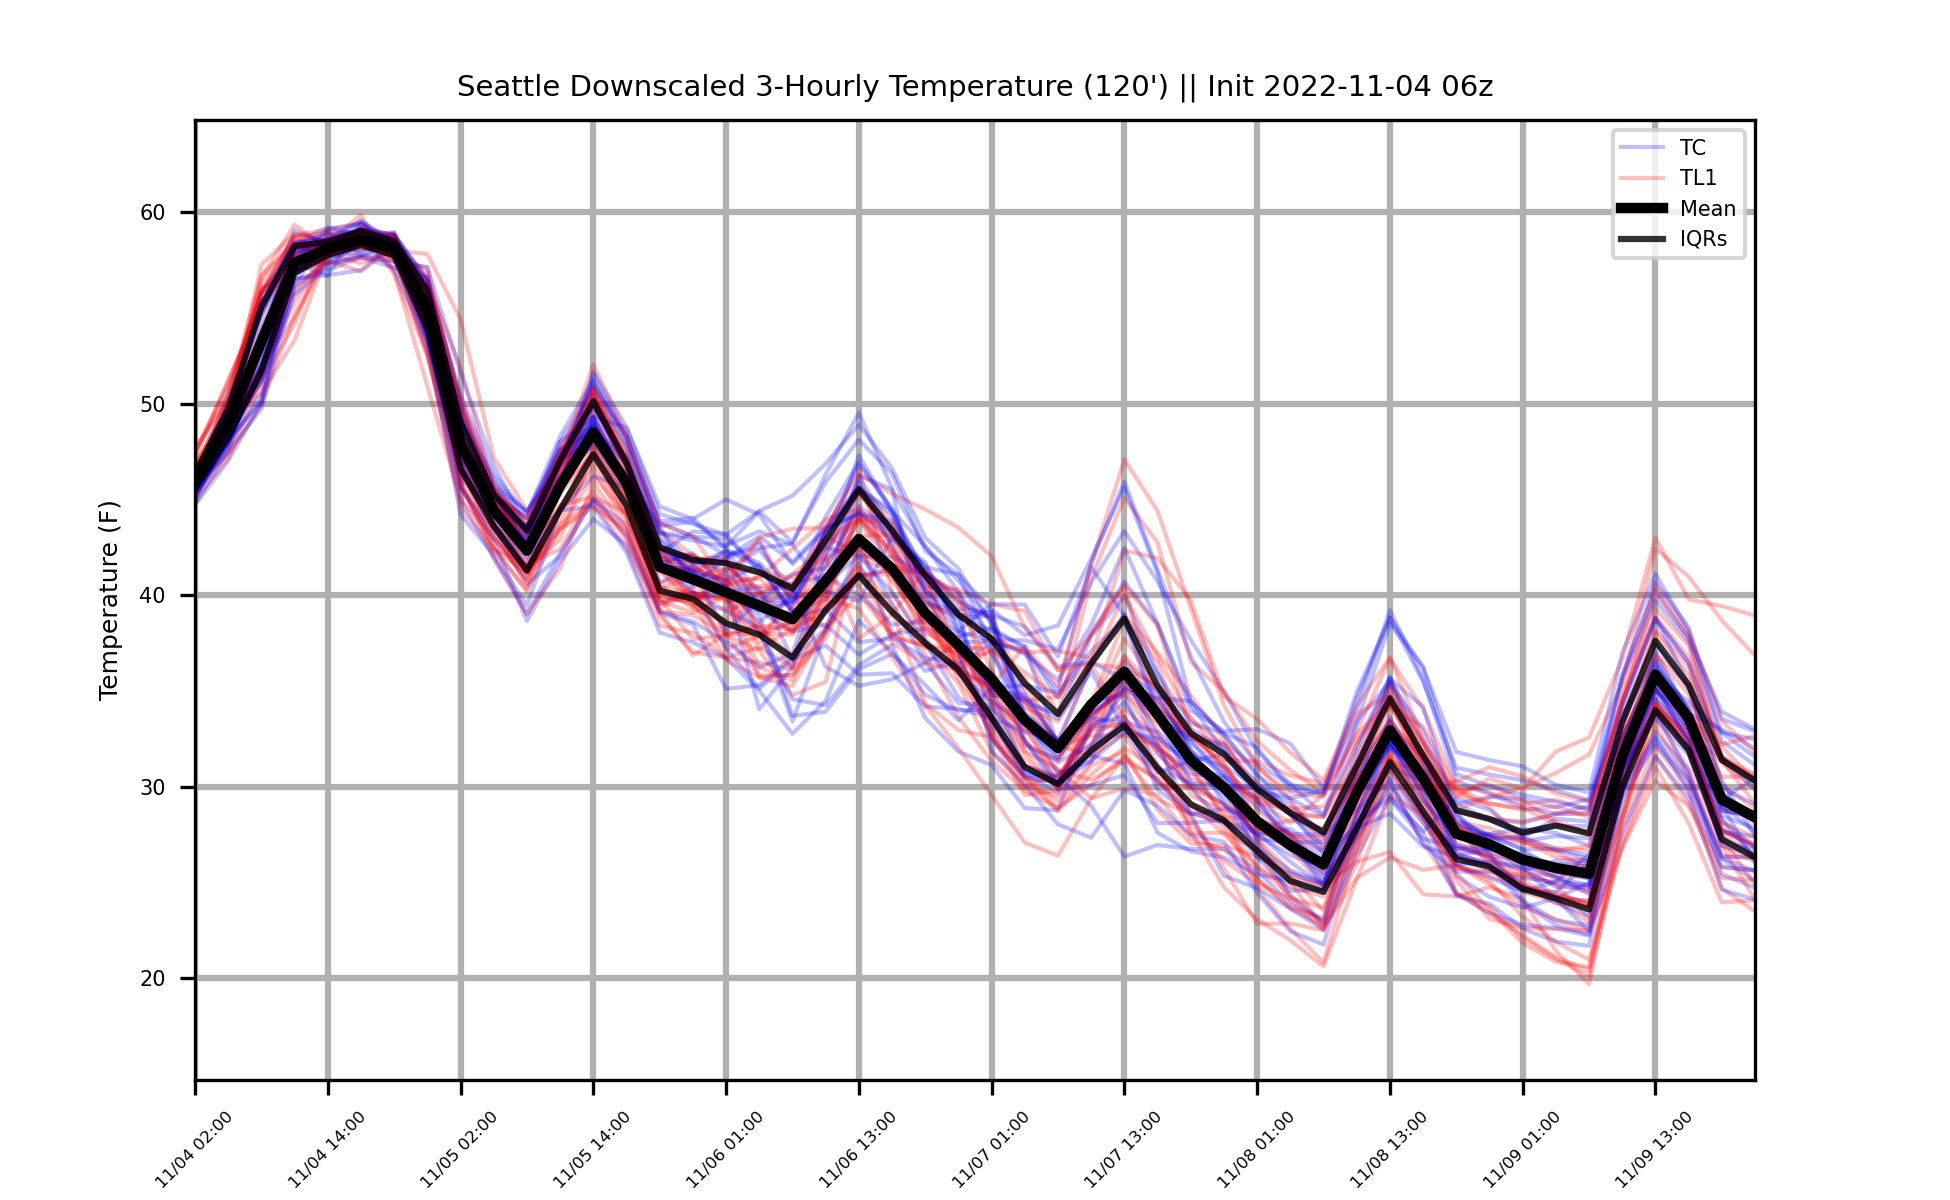 Seattle Downscaled 3-Hourly Temperature (120') || Init 2022-11-04 06z
TC
TL1
Mean
IQRs
Temperature (F)
60
50
40
30
20
11/04 02:00
11/04 14:00
11/05 02:00
11/05 14:00
11/06 01:00
11/06 13:00
11/07 01:00
11/07 13:00
11/08 01:00
11/08 13:00
11/09 01:00
11/09 13:00